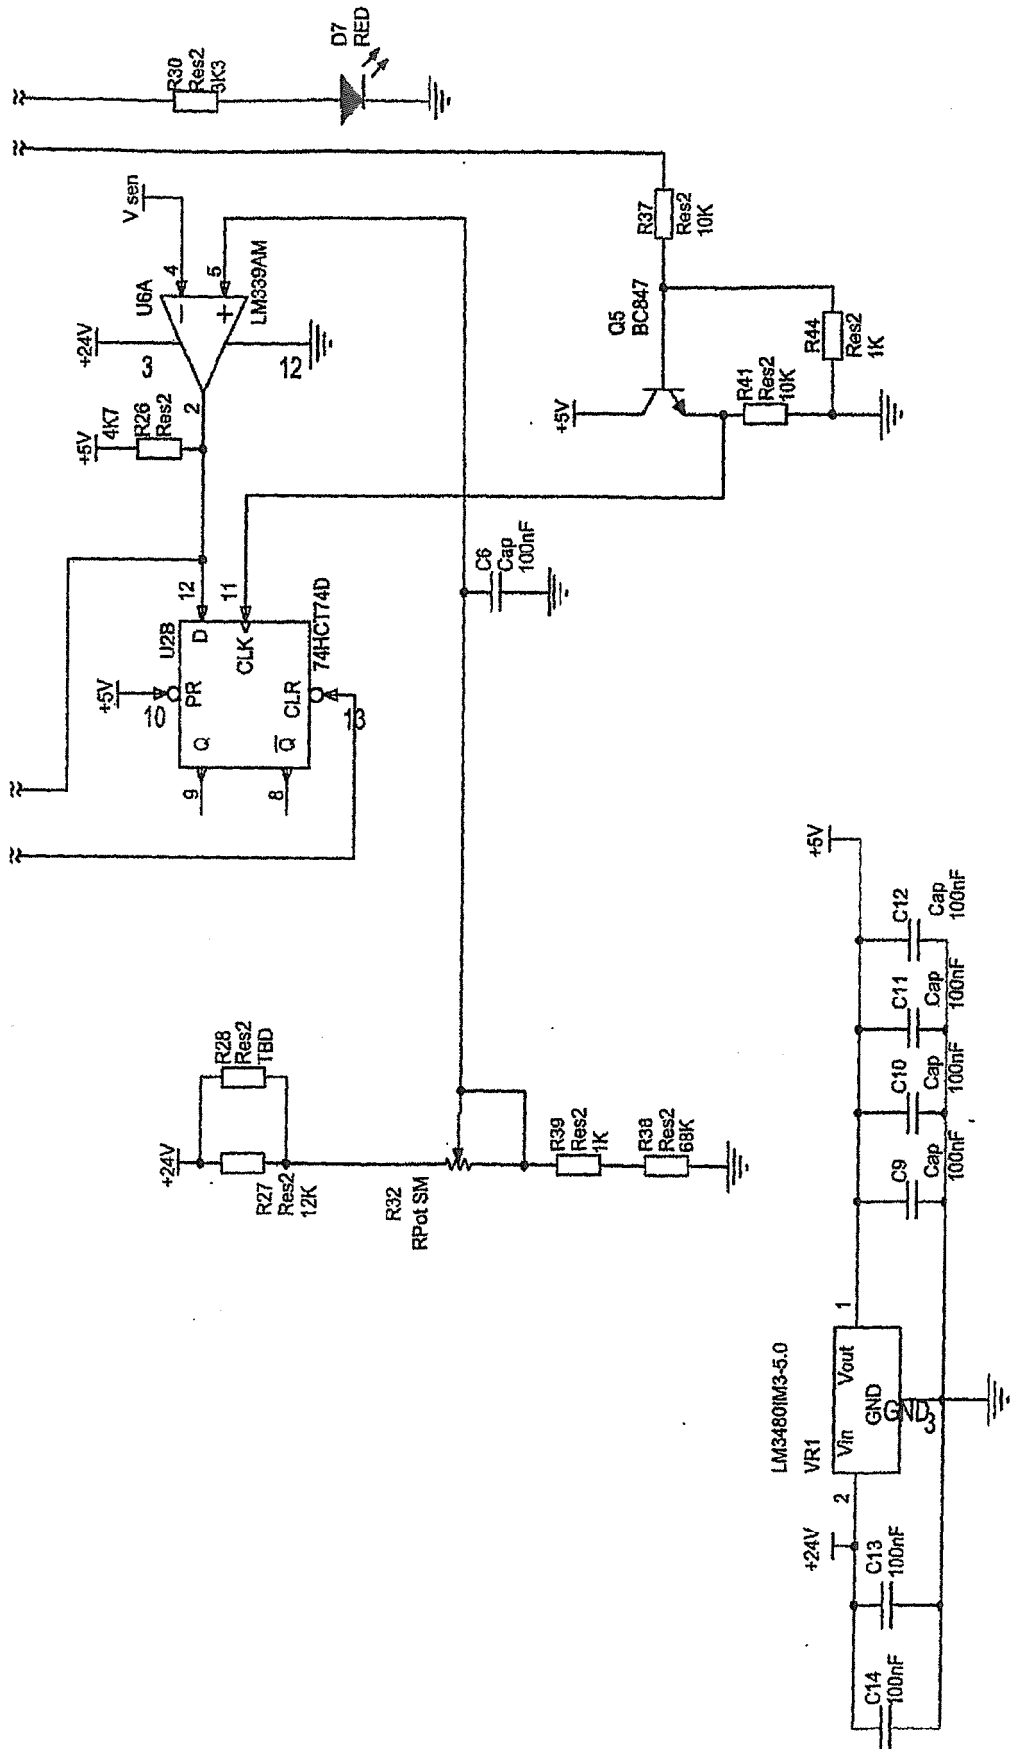 R30
Res2
3K3
D7
RED
V sen
U6A
4
5
−
+
LM339AM
+24V
3
12
2
+5V
4K7
R26
Res2
R37
Res2
10K
Q5
BC847
R44
Res2
1K
+5V
R41
Res2
10K
C6
Cap
100nF
U2B
12
11
D
CLK
74HCT74D
+5V
10
PR
CLR
13
Q
Q̅
9
8
+24V
R28
Res2
TBD
R27
Res2
12K
R32
RPot SM
R39
Res2
1K
R38
Res2
68K
+5V
C12
Cap
100nF
C11
Cap
100nF
C10
Cap
100nF
C9
Cap
100nF
LM3480IM3-5.0
VR1
1
Vout
Vin
GND
GND
3
2
+24V
C13
100nF
C14
100nF